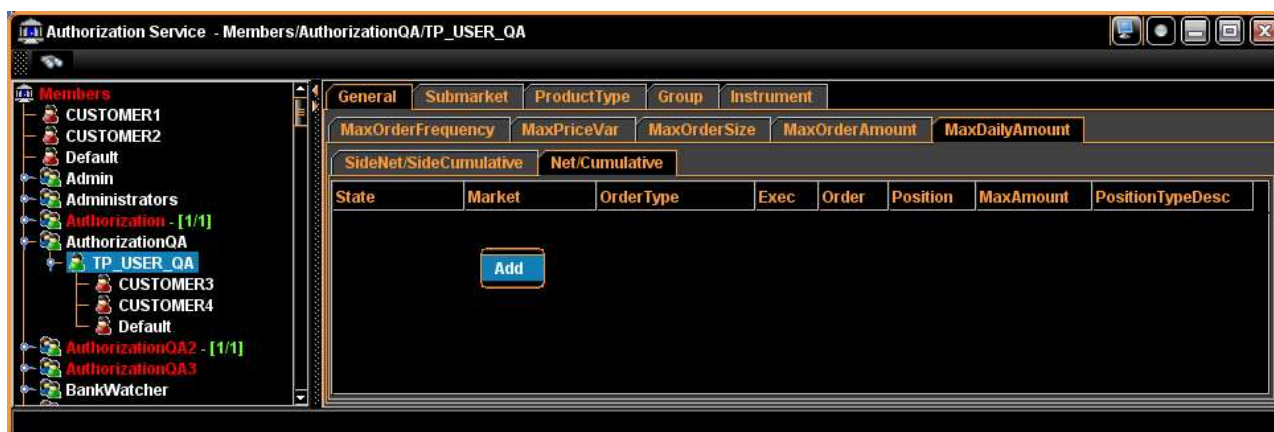 Authorization Service - Members/AuthorizationQA/TP_USER_QA
Members
CUSTOMER1
CUSTOMER2
Default
Admin
Administrators
Authorization - [1/1]
AuthorizationQA
TP_USER_QA
CUSTOMER3
CUSTOMER4
Default
AuthorizationQA2 - [1/1]
AuthorizationQA3
BankWatcher
General Submarket ProductType Group Instrument
MaxOrderFrequency MaxPriceVar MaxOrderSize MaxOrderAmount MaxDailyAmount
SideNet/SideCumulative Net/Cumulative
State Market OrderType Exec Order Position MaxAmount PositionTypeDesc
Add